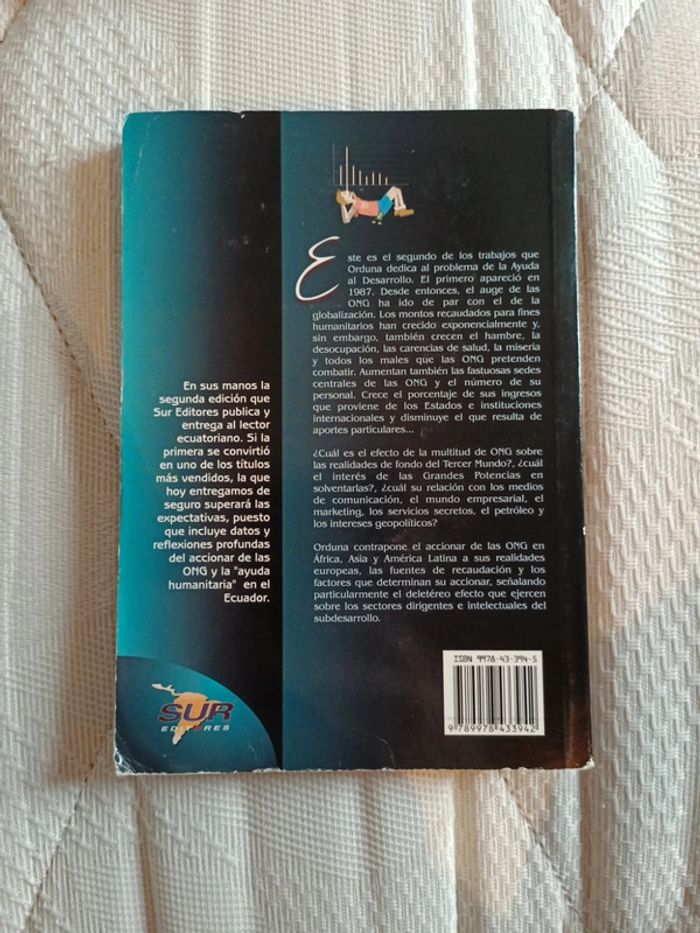 Este es el segundo de los trabajos que
Orduna dedica al problema de la Ayuda
al Desarrollo. El primero apareció en
1987. Desde entonces, el auge de las
ONG ha ido de par con el de la
globalización. Los montos recaudados para fines
humanitarios han crecido exponencialmente y,
sin embargo, también crecen el hambre, la
desocupación, las carencias de salud, la miseria
y todos los males que las ONG pretenden
combatir. Aumentan también las fastuosas sedes
centrales de las ONG y el número de su
personal. Crece el porcentaje de sus ingresos
que proviene de los Estados e instituciones
internacionales y disminuye el que resulta de
aportes particulares...
¿Cuál es el efecto de la multitud de ONG sobre
las realidades de fondo del Tercer Mundo?, ¿cuál
el interés de las Grandes Potencias en
solventarlas?, ¿cuál su relación con los medios
de comunicación, el mundo empresarial, el
marketing, los servicios secretos, el petróleo y
los intereses geopolíticos?
Orduna contrapone el accionar de las ONG en
África, Asia y América Latina a sus realidades
europeas, las fuentes de recaudación y los
factores que determinan su accionar, señalando
particularmente el deletéreo efecto que ejercen
sobre los sectores dirigentes e intelectuales del
subdesarrollo.
En sus manos la
segunda edición que
Sur Editores publica y
entrega al lector
ecuatoriano. Si la
primera se convirtió
en uno de los títulos
más vendidos, la que
hoy entregamos de
seguro superará las
expectativas, puesto
que incluye datos y
reflexiones profundas
del accionar de las
ONG y la "ayuda
humanitaria" en el
Ecuador.
SUR
EDITORES
ISBN 9978-43-394-5
9 789978 433942